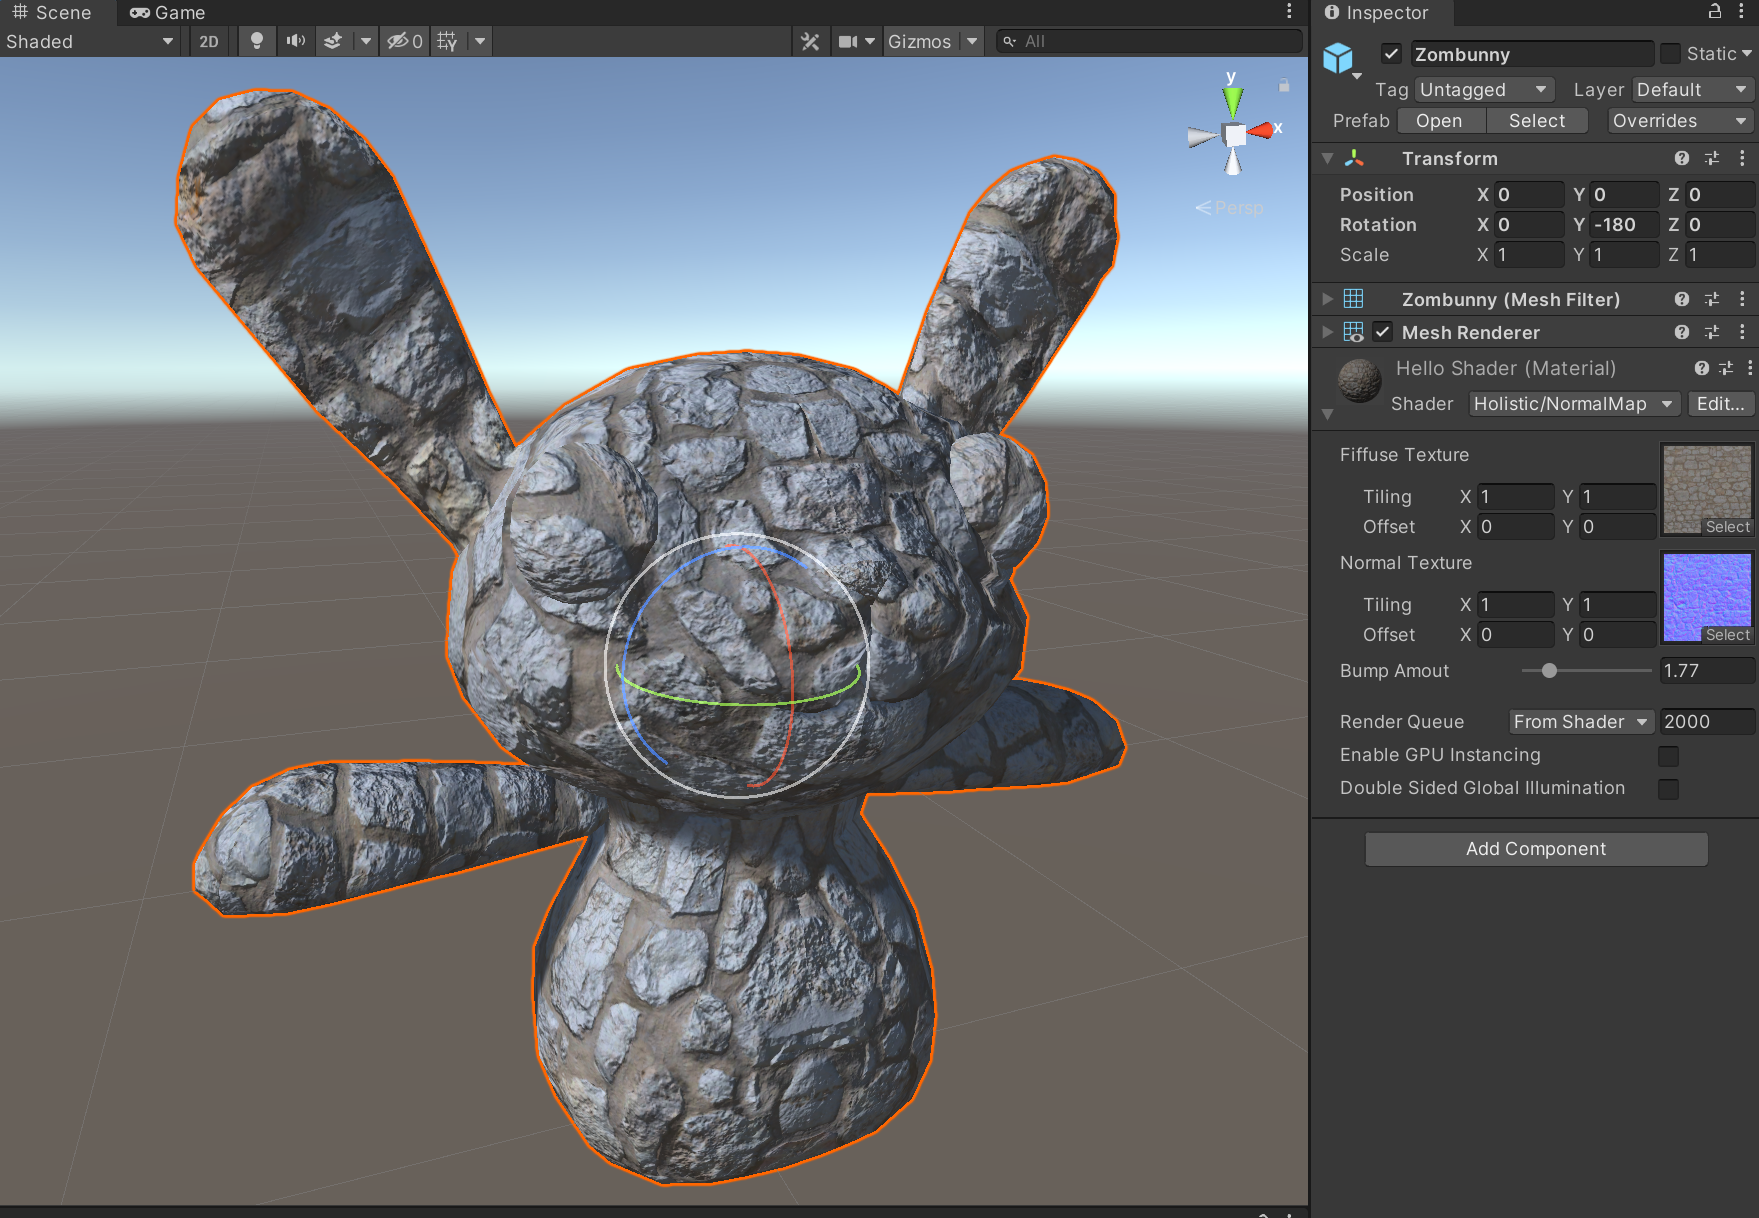 Scene Game
Inspector
Shaded 2D 0 Gizmos All
Zombunny Static
Tag Untagged Layer Default
Prefab Open Select Overrides
y
x
Persp
Transform
Position X 0 Y 0 Z 0
Rotation X 0 Y -180 Z 0
Scale X 1 Y 1 Z 1
Zombunny (Mesh Filter)
Mesh Renderer
Hello Shader (Material)
Shader Holistic/NormalMap Edit...
Fiffuse Texture
Tiling X 1 Y 1
Offset X 0 Y 0 Select
Normal Texture
Tiling X 1 Y 1
Offset X 0 Y 0 Select
Bump Amout 1.77
Render Queue From Shader 2000
Enable GPU Instancing
Double Sided Global Illumination
Add Component